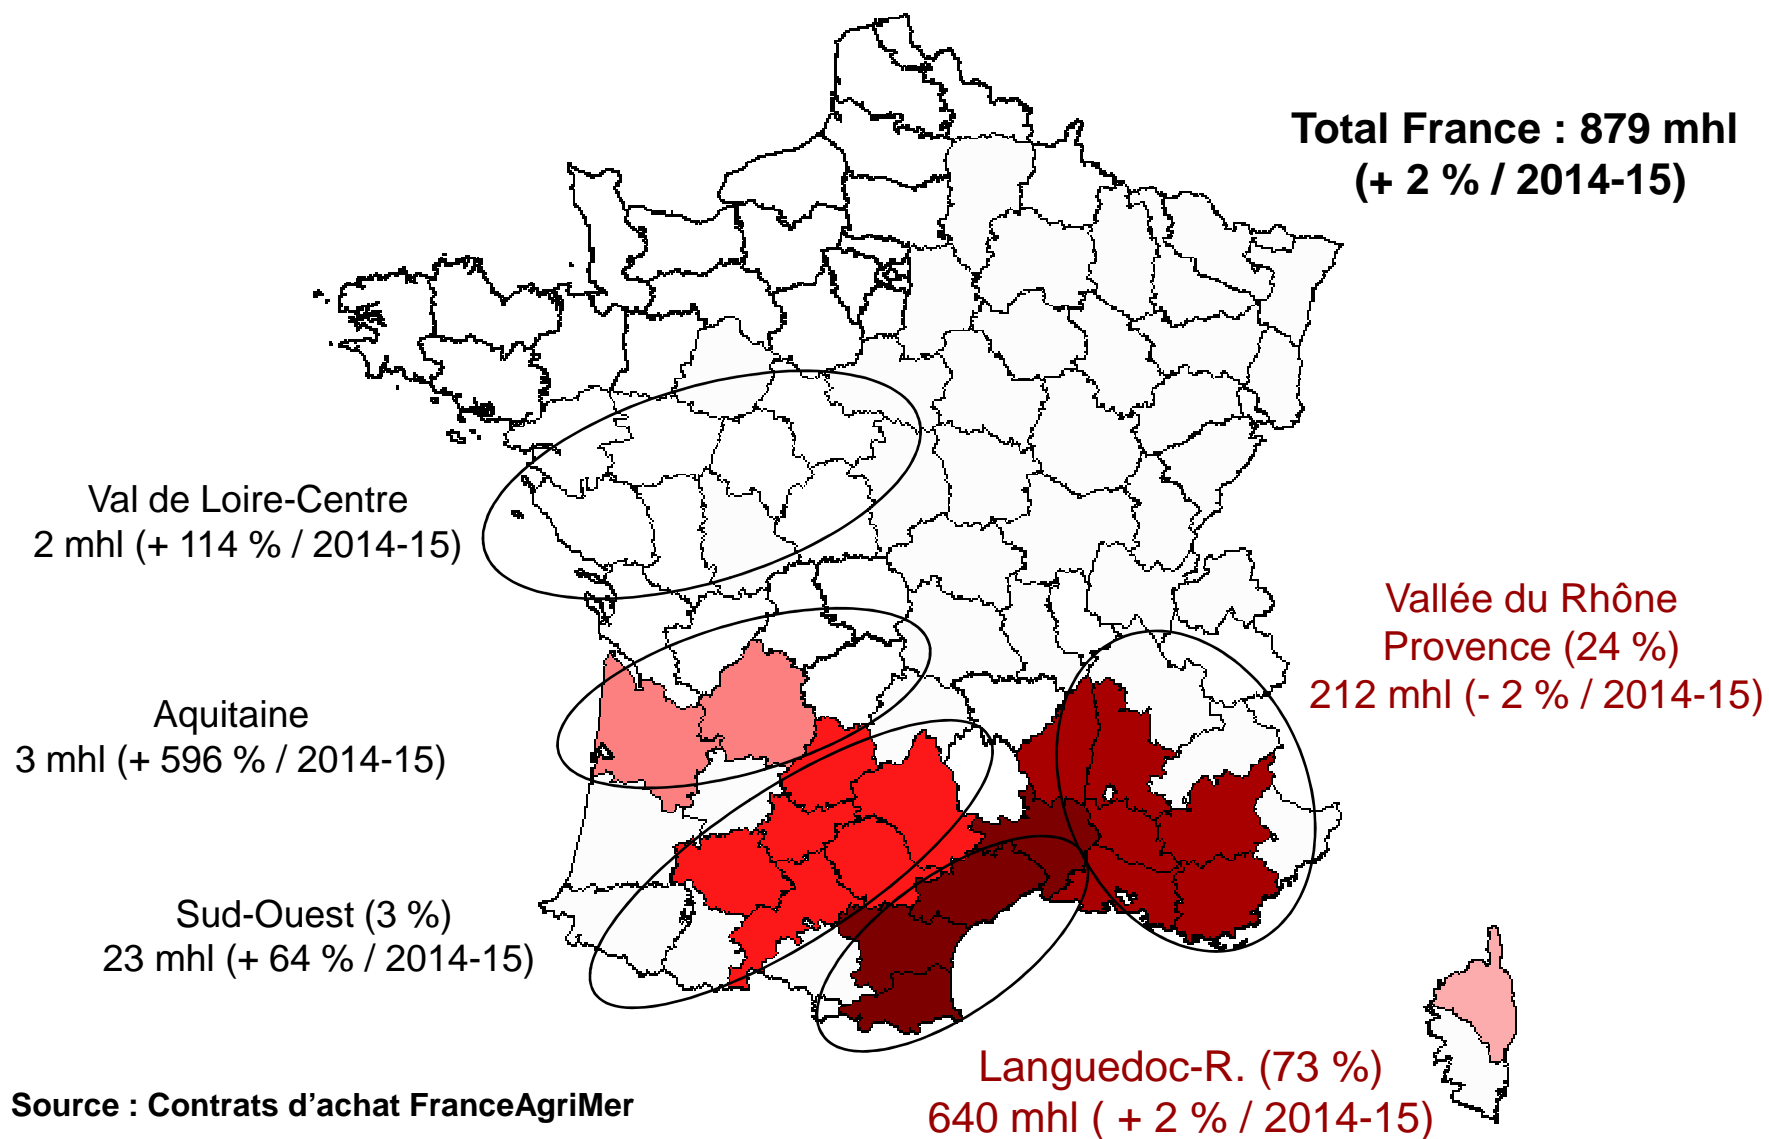 Total France : 879 mhl
(+ 2 % / 2014-15)
Val de Loire-Centre
2 mhl (+ 114 % / 2014-15)
Vallée du Rhône
Provence (24 %)
212 mhl (- 2 % / 2014-15)
Aquitaine
3 mhl (+ 596 % / 2014-15)
Sud-Ouest (3 %)
23 mhl (+ 64 % / 2014-15)
Languedoc-R. (73 %)
640 mhl ( + 2 % / 2014-15)
Source : Contrats d’achat FranceAgriMer